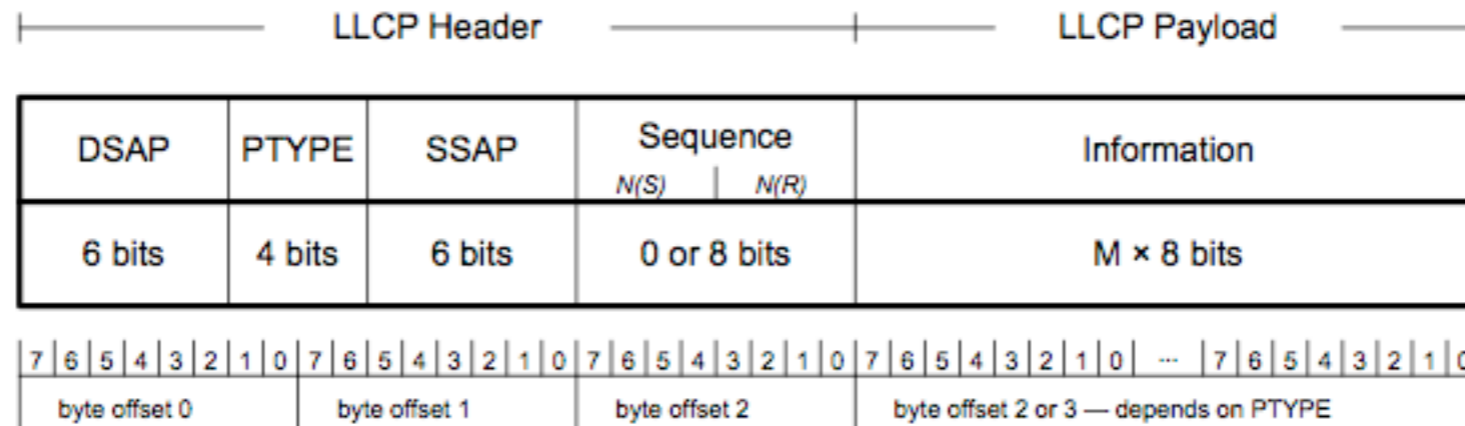 LLCP Header LLCP Payload
DSAP PTYPE SSAP Sequence Information
N(S) N(R)
6 bits 4 bits 6 bits 0 or 8 bits M × 8 bits
7 6 5 4 3 2 1 0 7 6 5 4 3 2 1 0 7 6 5 4 3 2 1 0 7 6 5 4 3 2 1 0 ... 7 6 5 4 3 2 1 0
byte offset 0 byte offset 1 byte offset 2 byte offset 2 or 3 — depends on PTYPE